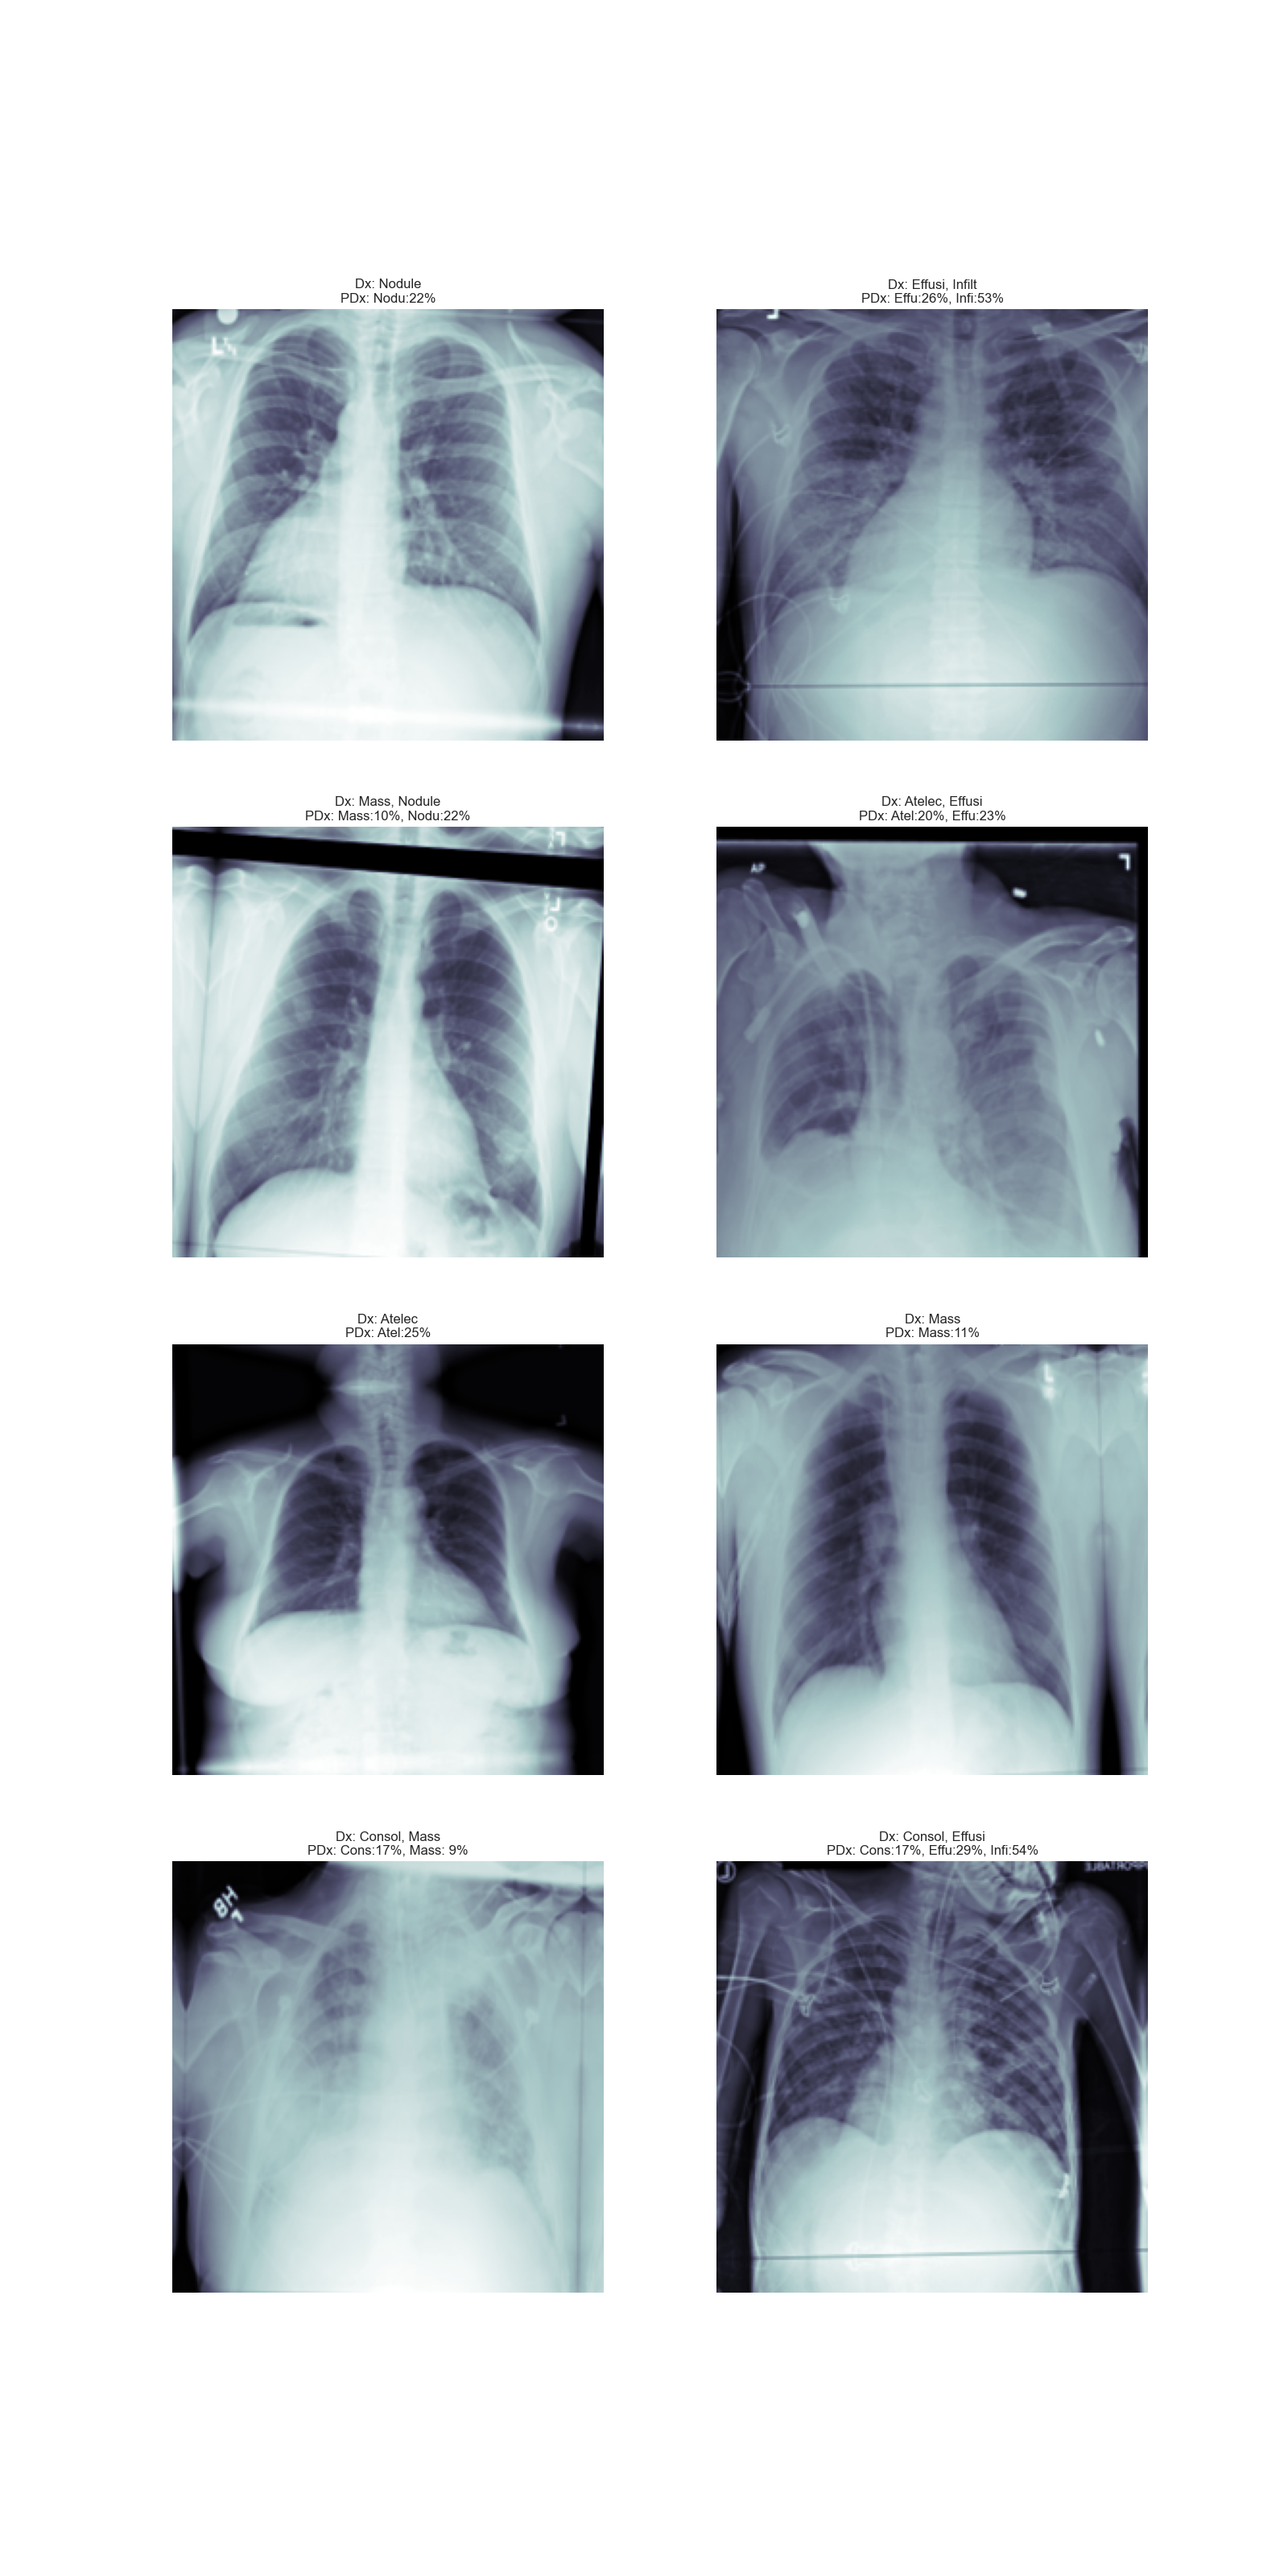 Dx: Nodule
PDx: Nodu:22%
Dx: Effusi, Infilt
PDx: Effu:26%, Infi:53%
L
Dx: Mass, Nodule
PDx: Mass:10%, Nodu:22%
Dx: Atelec, Effusi
PDx: Atel:20%, Effu:23%
L
O
AP
Dx: Atelec
PDx: Atel:25%
Dx: Mass
PDx: Mass:11%
L
Dx: Consol, Mass
PDx: Cons:17%, Mass: 9%
Dx: Consol, Effusi
PDx: Cons:17%, Effu:29%, Infi:54%